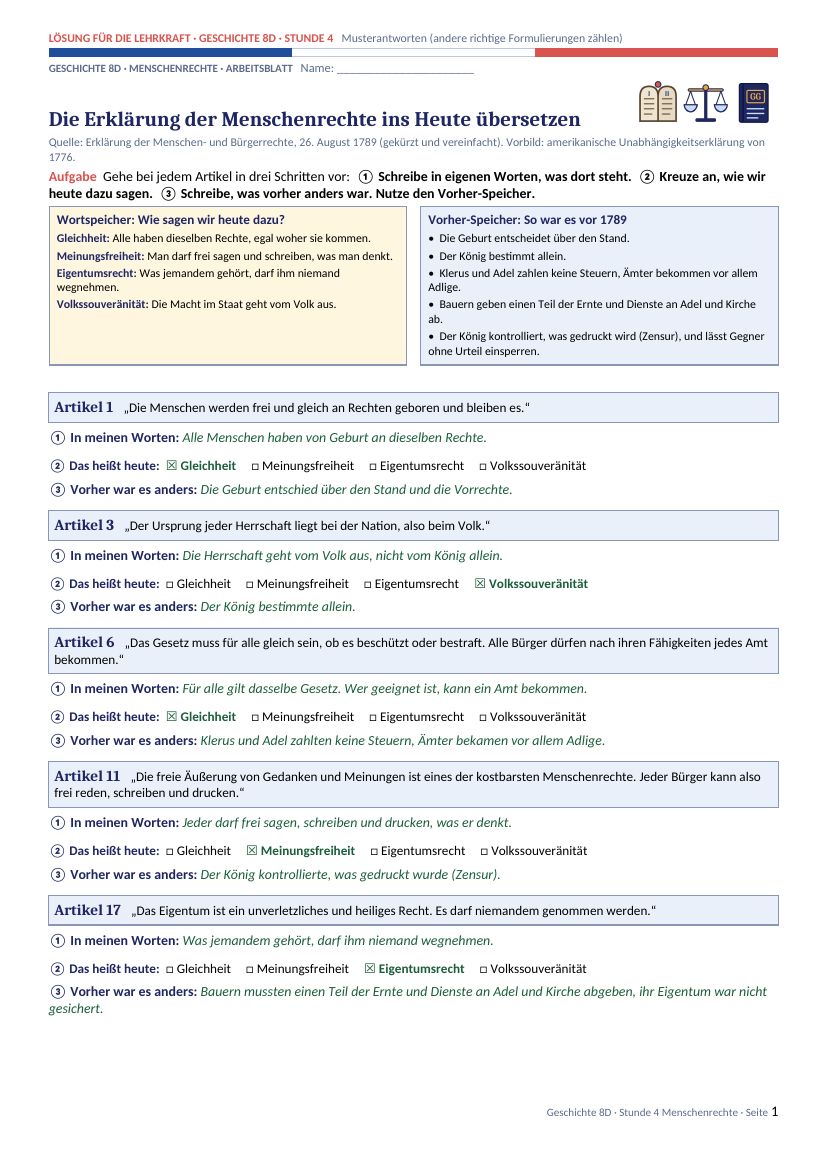 LÖSUNG FÜR DIE LEHRKRAFT · GESCHICHTE 8D · STUNDE 4 Musterantworten (andere richtige Formulierungen zählen)
GESCHICHTE 8D · MENSCHENRECHTE · ARBEITSBLATT Name: ______________________
I II
GG
Die Erklärung der Menschenrechte ins Heute übersetzen
Quelle: Erklärung der Menschen- und Bürgerrechte, 26. August 1789 (gekürzt und vereinfacht). Vorbild: amerikanische Unabhängigkeitserklärung von
1776.
Aufgabe Gehe bei jedem Artikel in drei Schritten vor: ① Schreibe in eigenen Worten, was dort steht. ② Kreuze an, wie wir
heute dazu sagen. ③ Schreibe, was vorher anders war. Nutze den Vorher-Speicher.
Wortspeicher: Wie sagen wir heute dazu?
Gleichheit: Alle haben dieselben Rechte, egal woher sie kommen.
Meinungsfreiheit: Man darf frei sagen und schreiben, was man denkt.
Eigentumsrecht: Was jemandem gehört, darf ihm niemand
wegnehmen.
Volkssouveränität: Die Macht im Staat geht vom Volk aus.
Vorher-Speicher: So war es vor 1789
• Die Geburt entscheidet über den Stand.
• Der König bestimmt allein.
• Klerus und Adel zahlen keine Steuern, Ämter bekommen vor allem
Adlige.
• Bauern geben einen Teil der Ernte und Dienste an Adel und Kirche
ab.
• Der König kontrolliert, was gedruckt wird (Zensur), und lässt Gegner
ohne Urteil einsperren.
Artikel 1 „Die Menschen werden frei und gleich an Rechten geboren und bleiben es.“
① In meinen Worten: Alle Menschen haben von Geburt an dieselben Rechte.
② Das heißt heute: ☒ Gleichheit □ Meinungsfreiheit □ Eigentumsrecht □ Volkssouveränität
③ Vorher war es anders: Die Geburt entschied über den Stand und die Vorrechte.
Artikel 3 „Der Ursprung jeder Herrschaft liegt bei der Nation, also beim Volk.“
① In meinen Worten: Die Herrschaft geht vom Volk aus, nicht vom König allein.
② Das heißt heute: □ Gleichheit □ Meinungsfreiheit □ Eigentumsrecht ☒ Volkssouveränität
③ Vorher war es anders: Der König bestimmte allein.
Artikel 6 „Das Gesetz muss für alle gleich sein, ob es beschützt oder bestraft. Alle Bürger dürfen nach ihren Fähigkeiten jedes Amt
bekommen.“
① In meinen Worten: Für alle gilt dasselbe Gesetz. Wer geeignet ist, kann ein Amt bekommen.
② Das heißt heute: ☒ Gleichheit □ Meinungsfreiheit □ Eigentumsrecht □ Volkssouveränität
③ Vorher war es anders: Klerus und Adel zahlten keine Steuern, Ämter bekamen vor allem Adlige.
Artikel 11 „Die freie Äußerung von Gedanken und Meinungen ist eines der kostbarsten Menschenrechte. Jeder Bürger kann also
frei reden, schreiben und drucken.“
① In meinen Worten: Jeder darf frei sagen, schreiben und drucken, was er denkt.
② Das heißt heute: □ Gleichheit ☒ Meinungsfreiheit □ Eigentumsrecht □ Volkssouveränität
③ Vorher war es anders: Der König kontrollierte, was gedruckt wurde (Zensur).
Artikel 17 „Das Eigentum ist ein unverletzliches und heiliges Recht. Es darf niemandem genommen werden.“
① In meinen Worten: Was jemandem gehört, darf ihm niemand wegnehmen.
② Das heißt heute: □ Gleichheit □ Meinungsfreiheit ☒ Eigentumsrecht □ Volkssouveränität
③ Vorher war es anders: Bauern mussten einen Teil der Ernte und Dienste an Adel und Kirche abgeben, ihr Eigentum war nicht
gesichert.
Geschichte 8D · Stunde 4 Menschenrechte · Seite 1